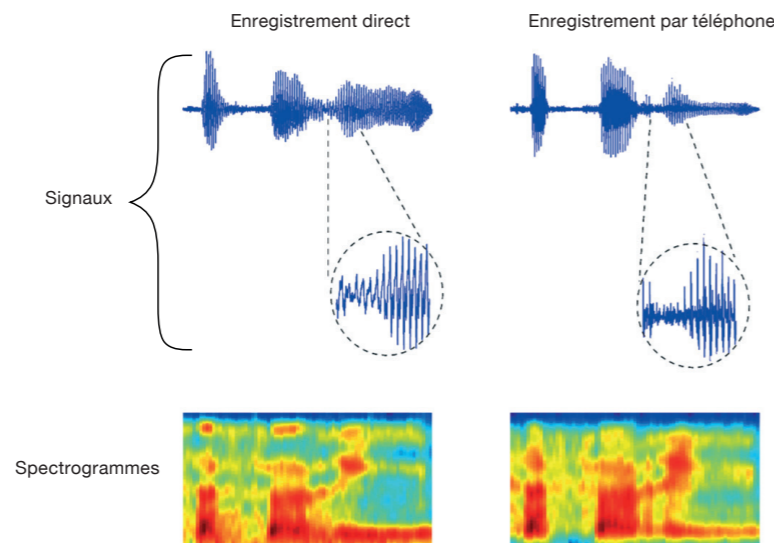 Enregistrement direct
Enregistrement par téléphone
Signaux
Spectrogrammes